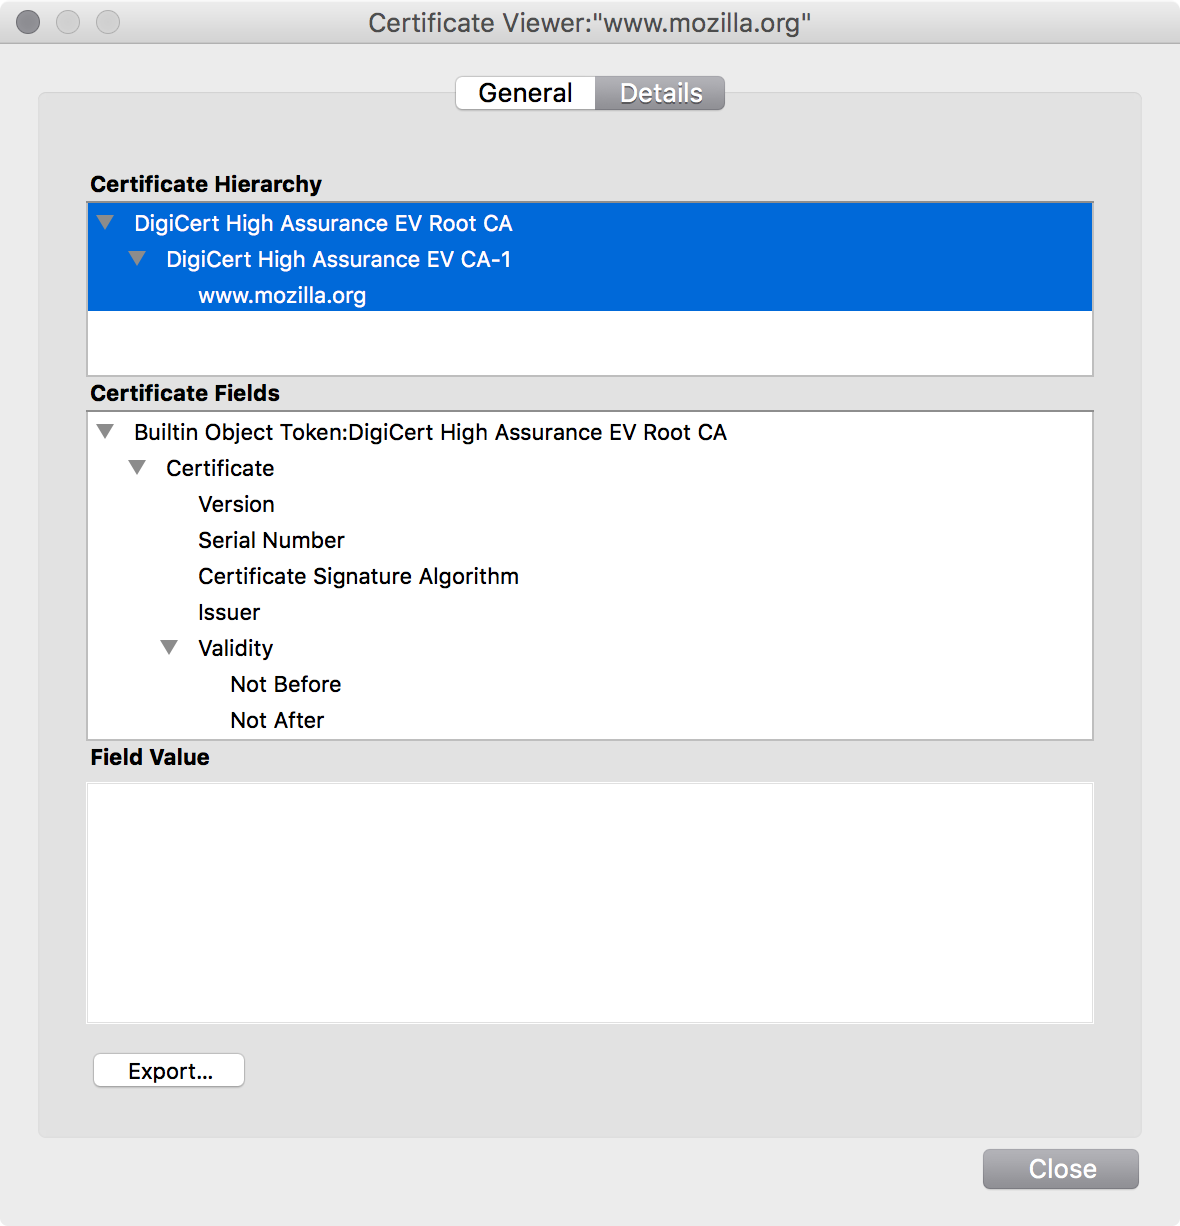 Certificate Viewer:"www.mozilla.org"
General Details
Certificate Hierarchy
DigiCert High Assurance EV Root CA
DigiCert High Assurance EV CA-1
www.mozilla.org
Certificate Fields
Builtin Object Token:DigiCert High Assurance EV Root CA
Certificate
Version
Serial Number
Certificate Signature Algorithm
Issuer
Validity
Not Before
Not After
Field Value
Export...
Close